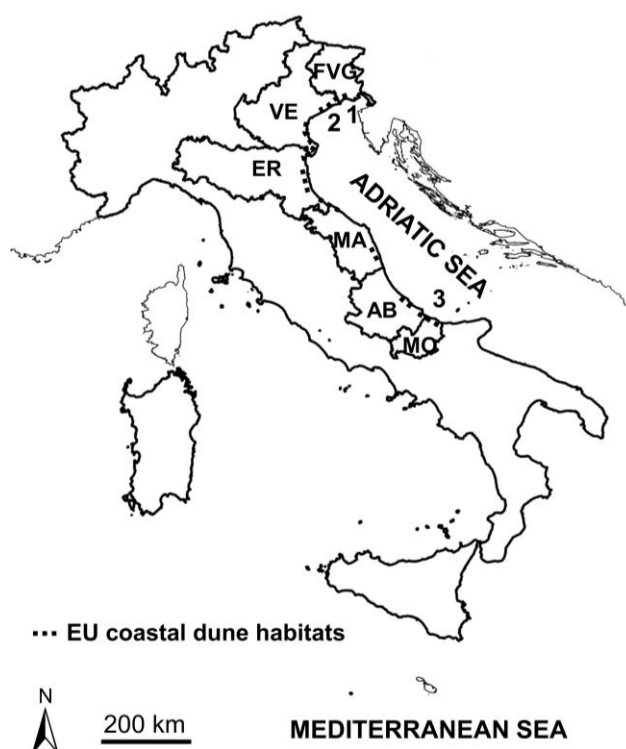 FVG
VE
2 1
ER
ADRIATIC SEA
MA
3
AB
MO
EU coastal dune habitats
N
200 km
MEDITERRANEAN SEA